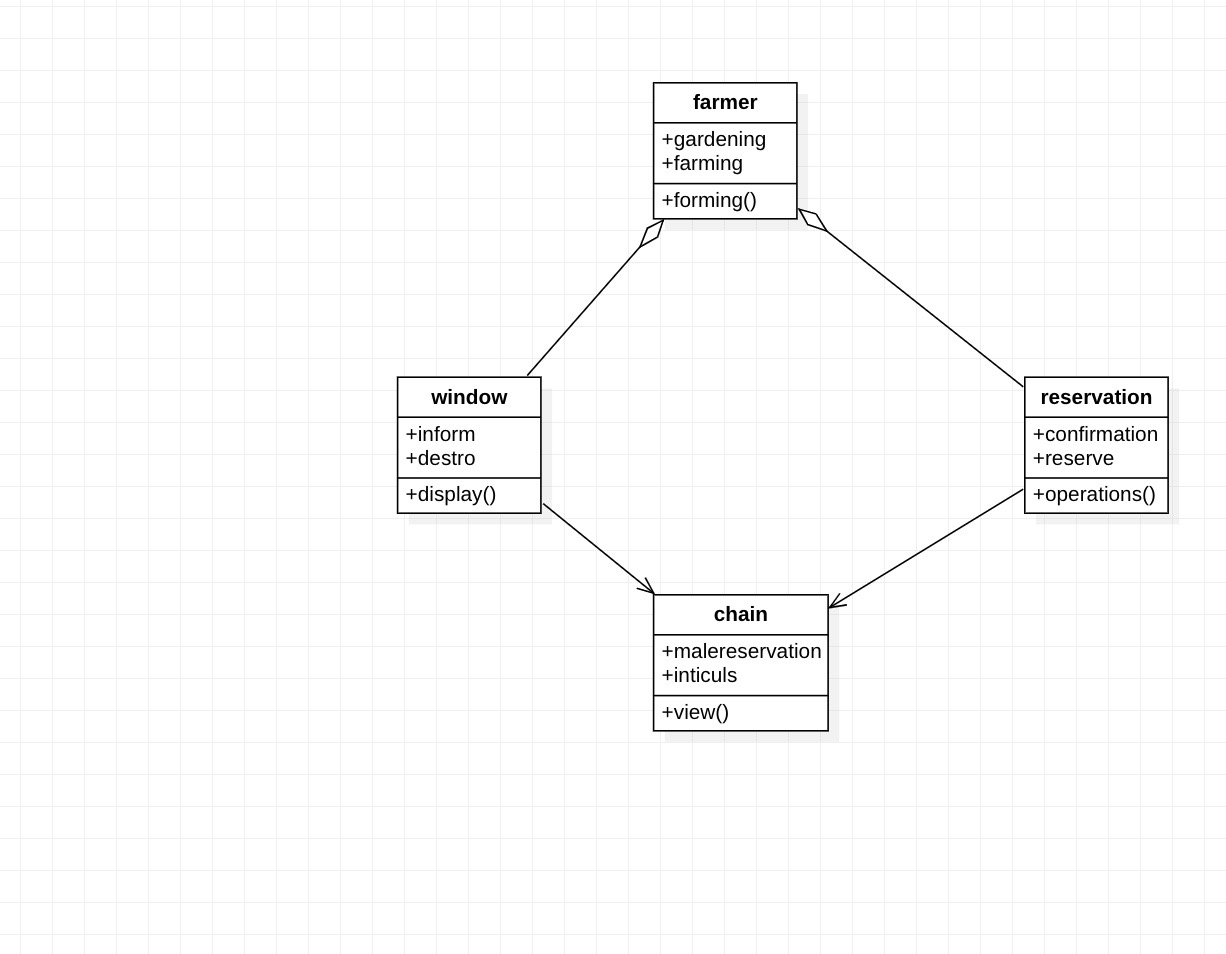 farmer
+gardening
+farming
+forming()
window
+inform
+destro
+display()
reservation
+confirmation
+reserve
+operations()
chain
+malereservation
+inticuls
+view()